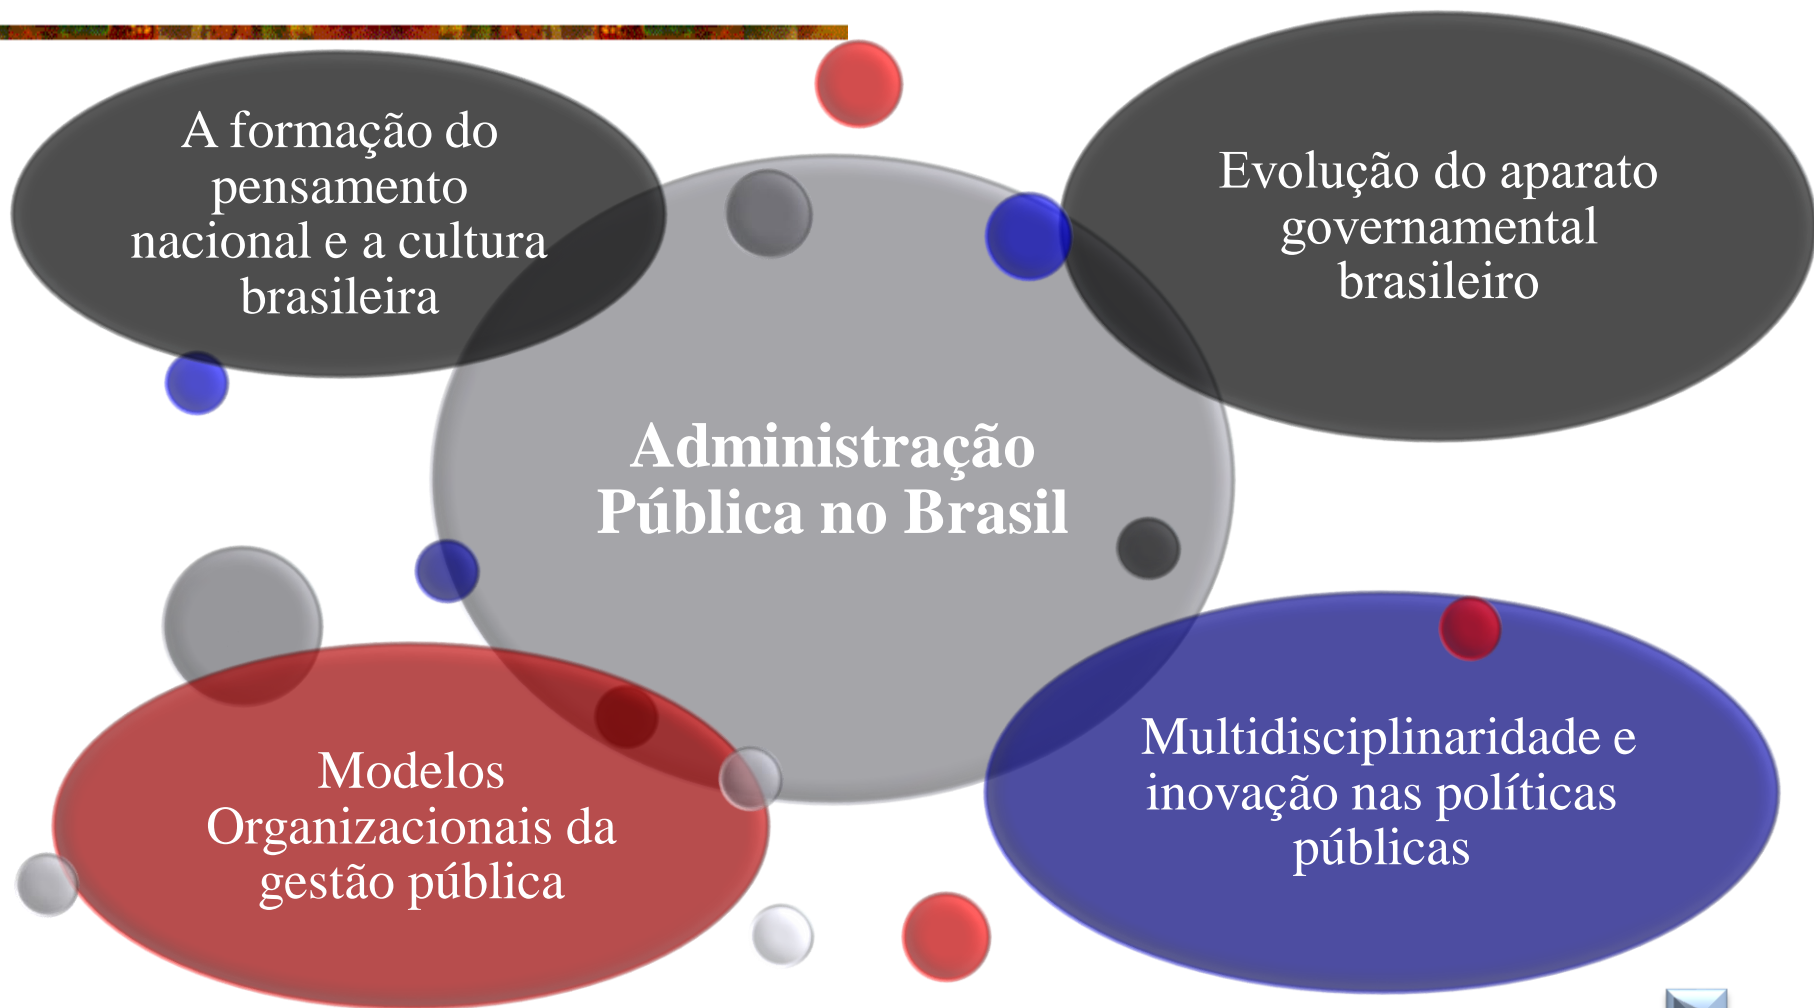 A formação do
pensamento
nacional e a cultura
brasileira
Evolução do aparato
governamental
brasileiro
Administração
Pública no Brasil
Modelos
Organizacionais da
gestão pública
Multidisciplinaridade e
inovação nas políticas
públicas